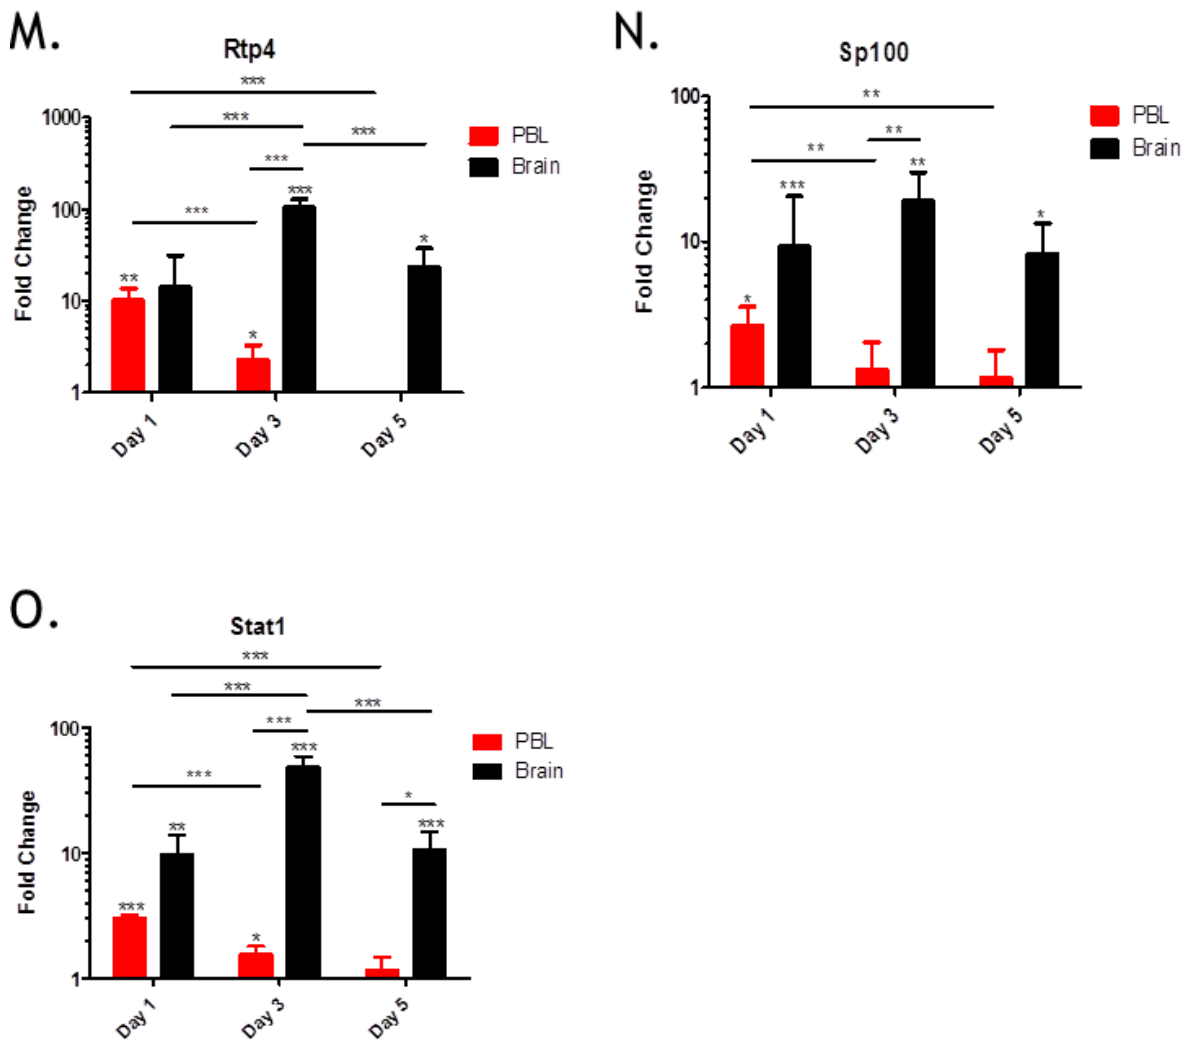 M.
Rtp4
***
***
***
***
***
***
**
*
*
1000
100
10
1
Fold Change
Day 1
Day 3
Day 5
PBL
Brain
N.
Sp100
**
**
**
***
**
*
*
100
10
1
Fold Change
Day 1
Day 3
Day 5
PBL
Brain
O.
Stat1
***
***
***
***
***
***
*
**
***
***
*
100
10
1
Fold Change
Day 1
Day 3
Day 5
PBL
Brain